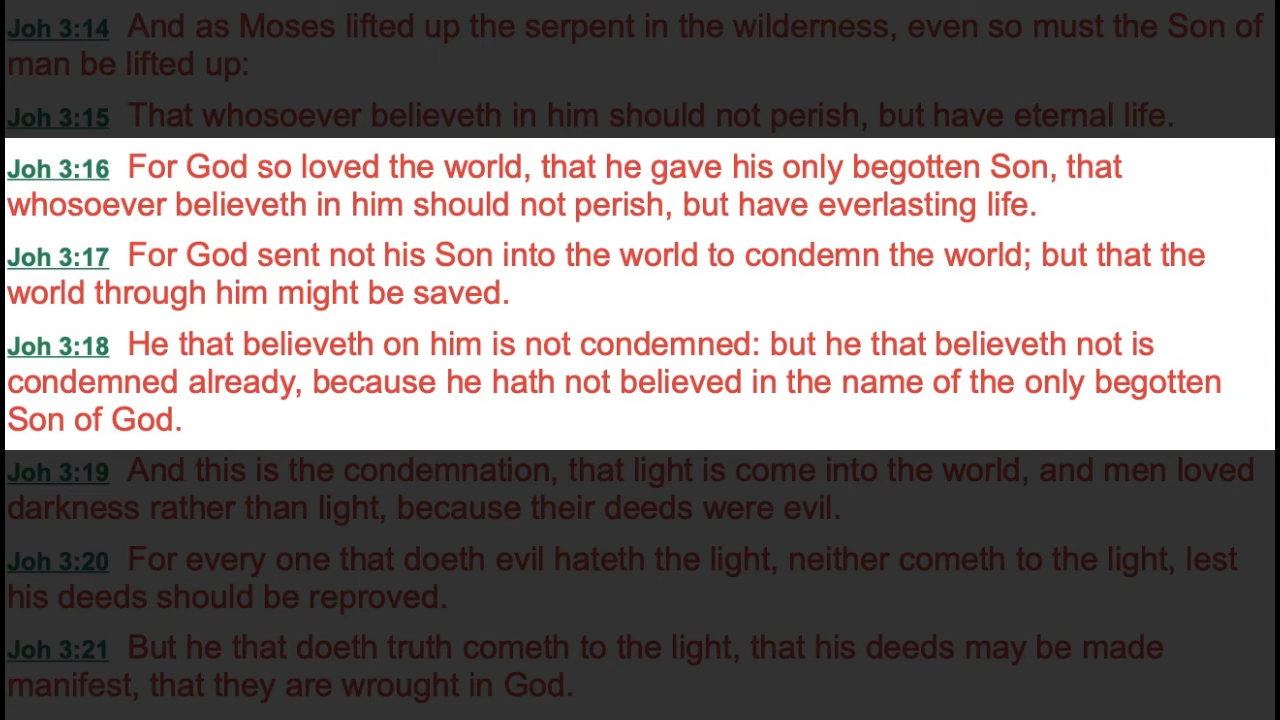 Joh 3:14 And as Moses lifted up the serpent in the wilderness, even so must the Son of
man be lifted up:
Joh 3:15 That whosoever believeth in him should not perish, but have eternal life.
Joh 3:16 For God so loved the world, that he gave his only begotten Son, that
whosoever believeth in him should not perish, but have everlasting life.
Joh 3:17 For God sent not his Son into the world to condemn the world; but that the
world through him might be saved.
Joh 3:18 He that believeth on him is not condemned: but he that believeth not is
condemned already, because he hath not believed in the name of the only begotten
Son of God.
Joh 3:19 And this is the condemnation, that light is come into the world, and men loved
darkness rather than light, because their deeds were evil.
Joh 3:20 For every one that doeth evil hateth the light, neither cometh to the light, lest
his deeds should be reproved.
Joh 3:21 But he that doeth truth cometh to the light, that his deeds may be made
manifest, that they are wrought in God.